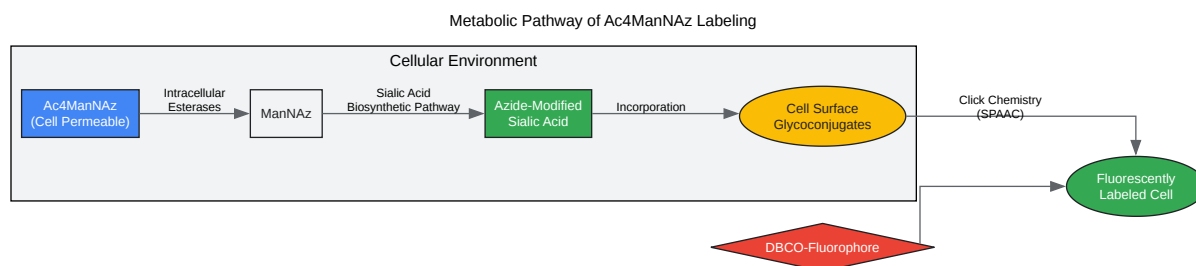 Metabolic Pathway of Ac4ManNAz Labeling
Cellular Environment
Ac4ManNAz
(Cell Permeable)
Intracellular
Esterases
ManNAz
Sialic Acid
Biosynthetic Pathway
Azide-Modified
Sialic Acid
Incorporation
Cell Surface
Glycoconjugates
Click Chemistry
(SPAAC)
Fluorescently
Labeled Cell
DBCO-Fluorophore